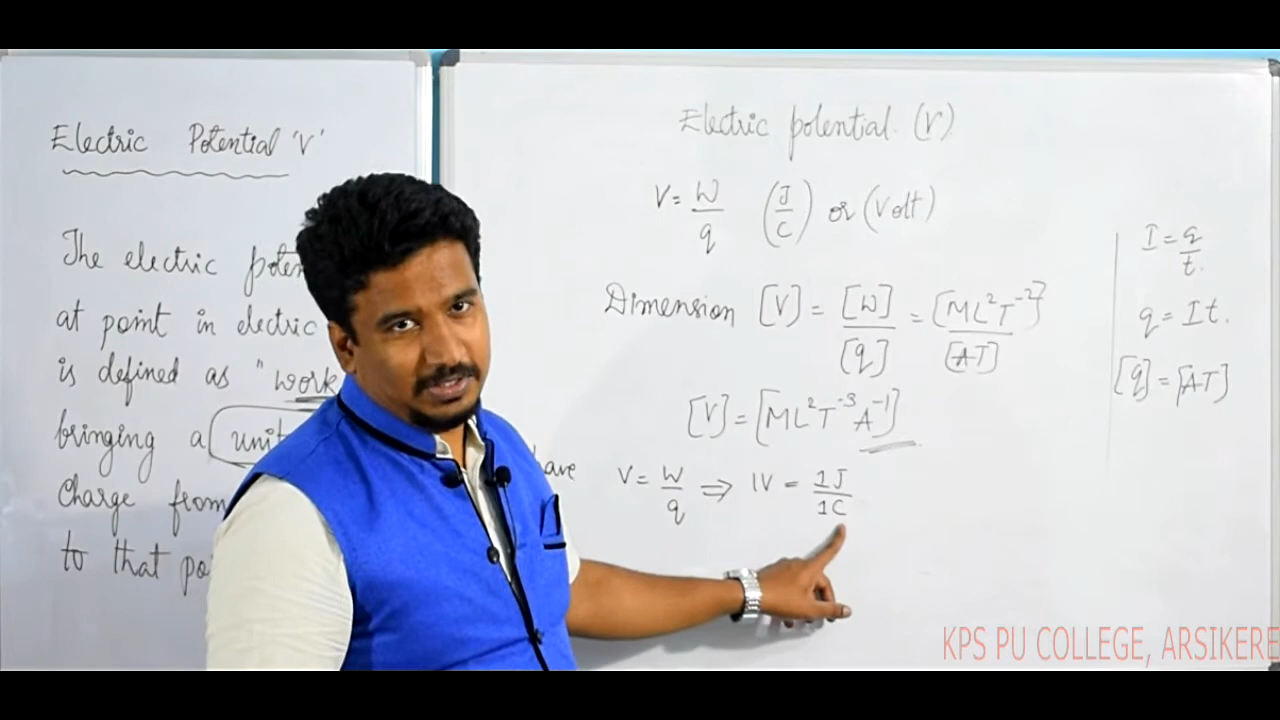 Electric Potential 'V'
The electric poten
at point in electric
is defined as "work
bringing a unit
charge from
to that po
have
Electric potential. (V)
V = W/q (J/C) or (Volt)
Dimension [V] = [W]/[q] = [ML²T⁻²]/[AT]
[V] = [ML²T⁻³A⁻¹]
V = W/q ⇒ 1V = 1J/1C
I = q/t.
q = It.
[q] = [AT]
KPS PU COLLEGE, ARSIKERE